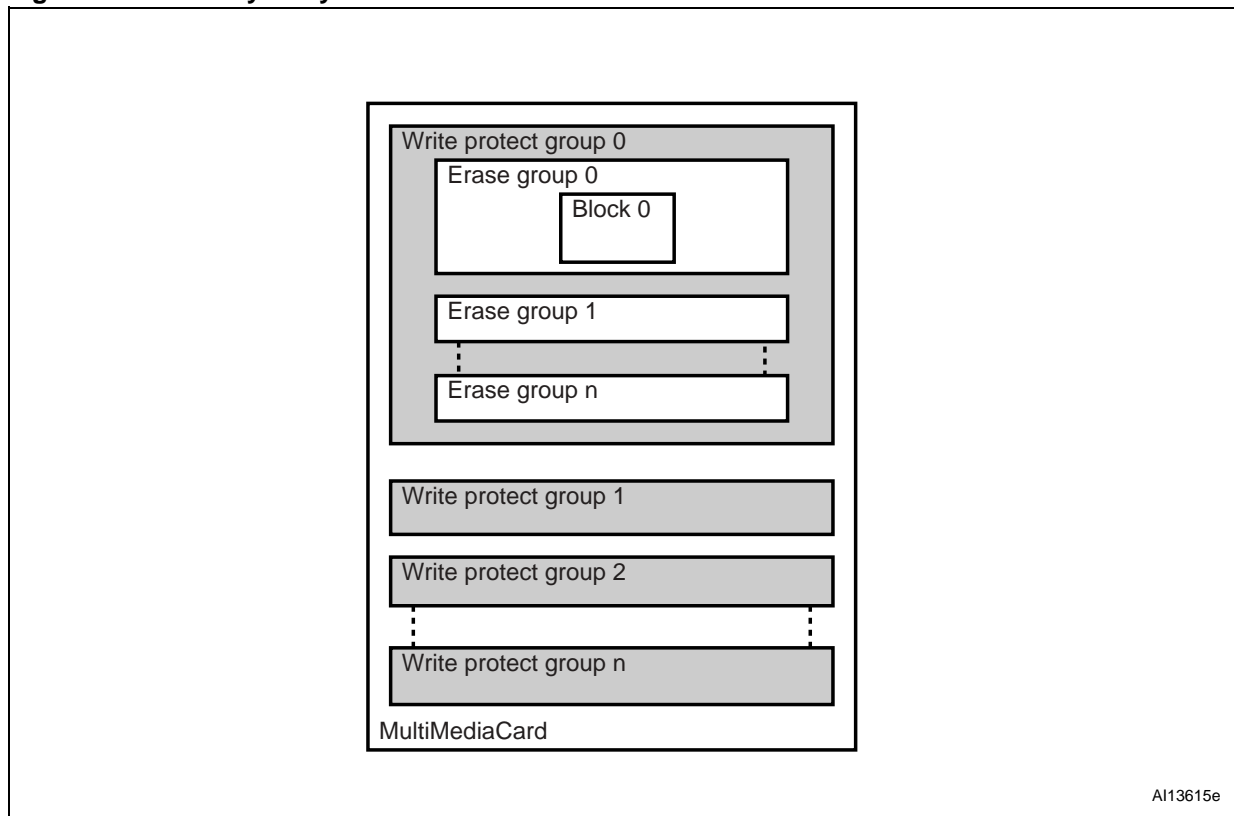 Write protect group 0
Erase group 0
Block 0
Erase group 1
Erase group n
Write protect group 1
Write protect group 2
Write protect group n
MultiMediaCard
AI13615e